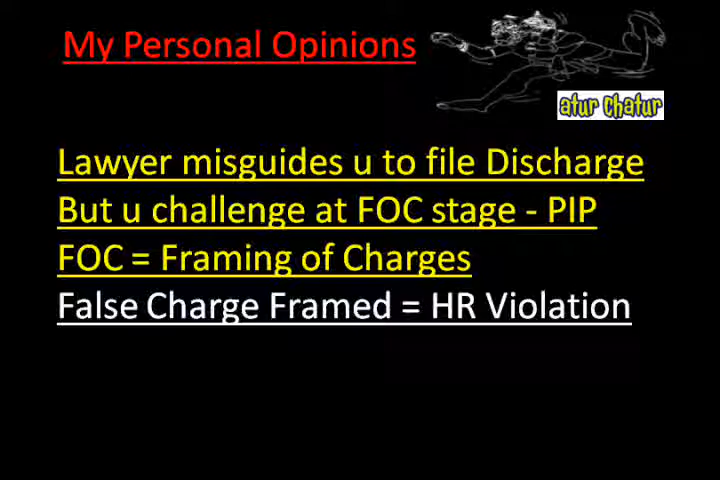 My Personal Opinions
atur chatur
Lawyer misguides u to file Discharge
But u challenge at FOC stage - PIP
FOC = Framing of Charges
False Charge Framed = HR Violation